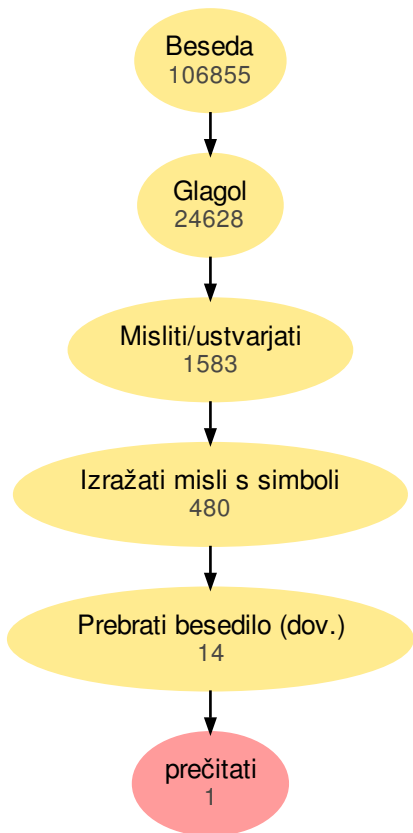 Beseda
106855
Glagol
24628
Misliti/ustvarjati
1583
Izražati misli s simboli
480
Prebrati besedilo (dov.)
14
prečitati
1